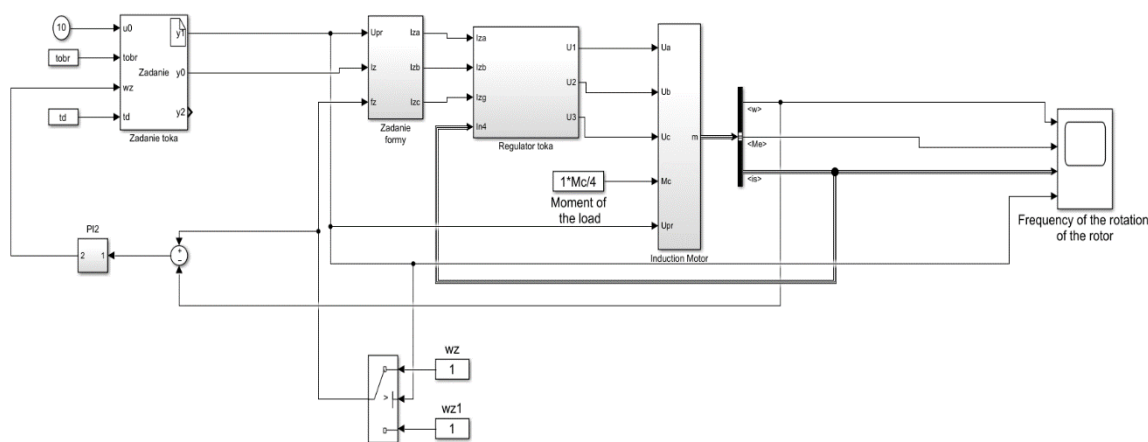 10
u0
y1
tobr
tobr
Zadanie
y0
wz
td
td
y2
Zadanie toka
Upr
Iza
Iz
Izb
fz
Izc
Zadanie
formy
Iza
U1
Izb
U2
Izg
U3
In4
Regulator toka
Ua
Ub
Uc
m
Mc
Upr
Induction Motor
1*Mc/4
Moment of
the load
<w>
<Me>
<is>
Frequency of the rotation
of the rotor
PI2
2 1
+
−
wz
1
>
wz1
1